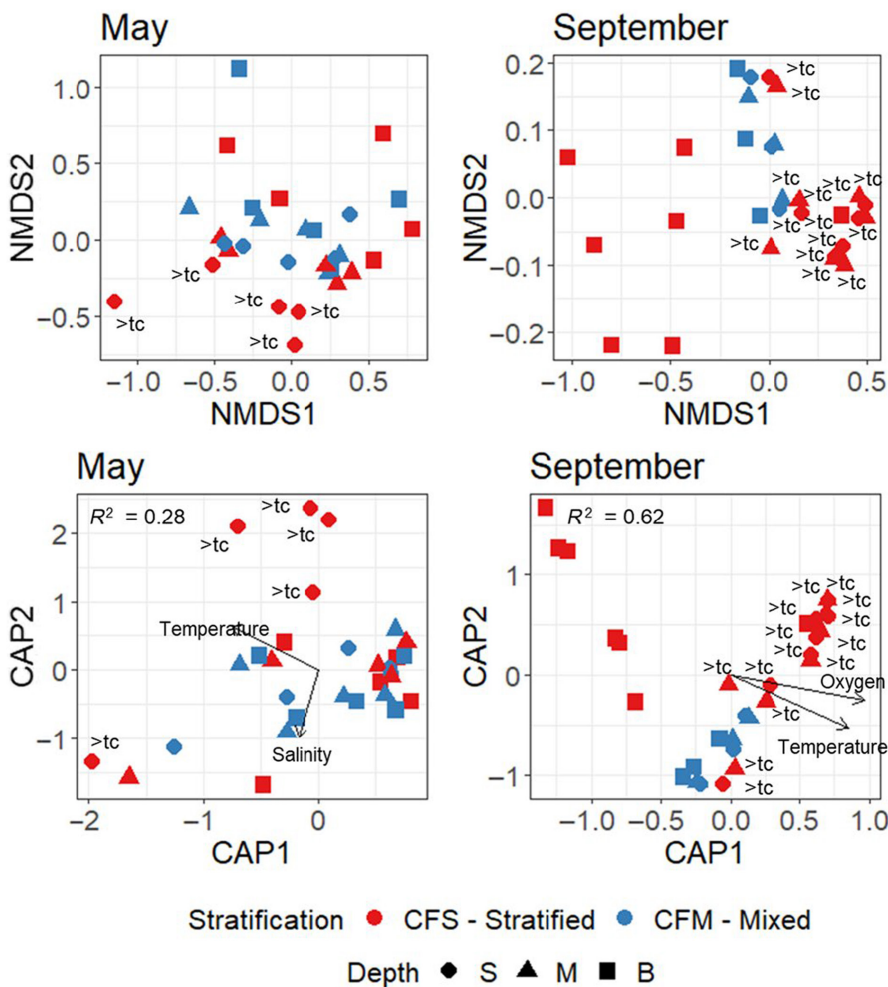 May
September
NMDS2
1.0
0.5
0.0
−0.5
>tc
>tc
>tc
>tc
>tc
−1.0
−0.5
0.0
0.5
NMDS1
NMDS2
0.2
0.1
0.0
−0.1
−0.2
>tc
>tc
>tc
>tc
>tc
>tc
>tc
>tc
>tc
>tc
>tc
>tc
>tc
−1.0
−0.5
0.0
0.5
NMDS1
May
September
CAP2
2
1
0
−1
R² = 0.28
>tc
>tc
>tc
>tc
>tc
Temperature
Salinity
−2
−1
0
CAP1
CAP2
1
0
−1
R² = 0.62
>tc
>tc
>tc
>tc
>tc
>tc
>tc
>tc
>tc
>tc
>tc
>tc
>tc
Oxygen
Temperature
−1.0
−0.5
0.0
0.5
1.0
CAP1
Stratification CFS - Stratified CFM - Mixed
Depth S M B